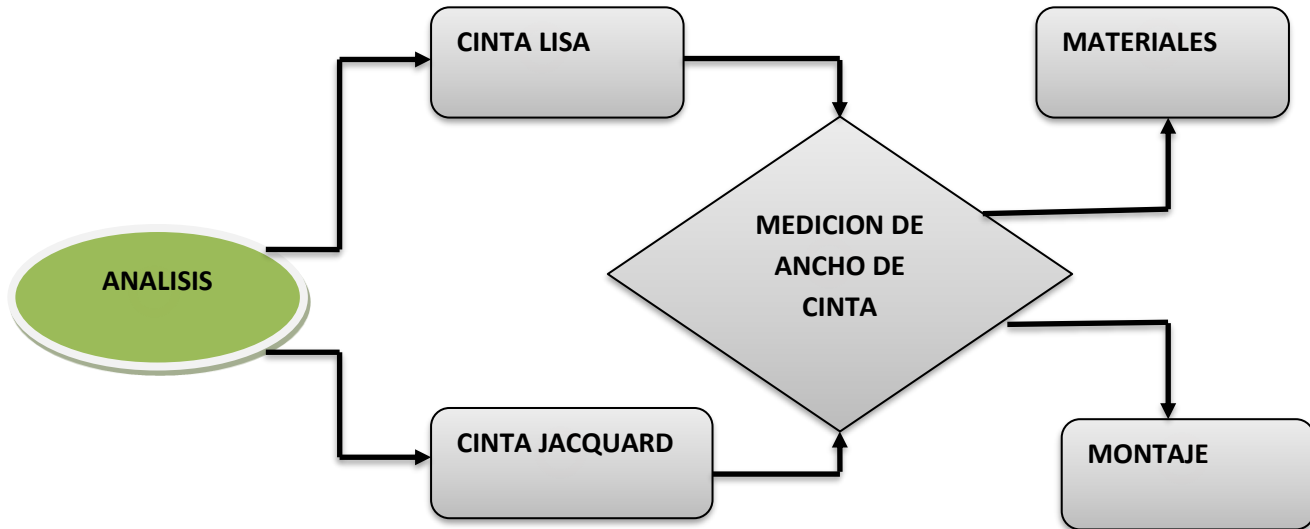 CINTA LISA
MATERIALES
ANALISIS
MEDICION DE
ANCHO DE
CINTA
CINTA JACQUARD
MONTAJE